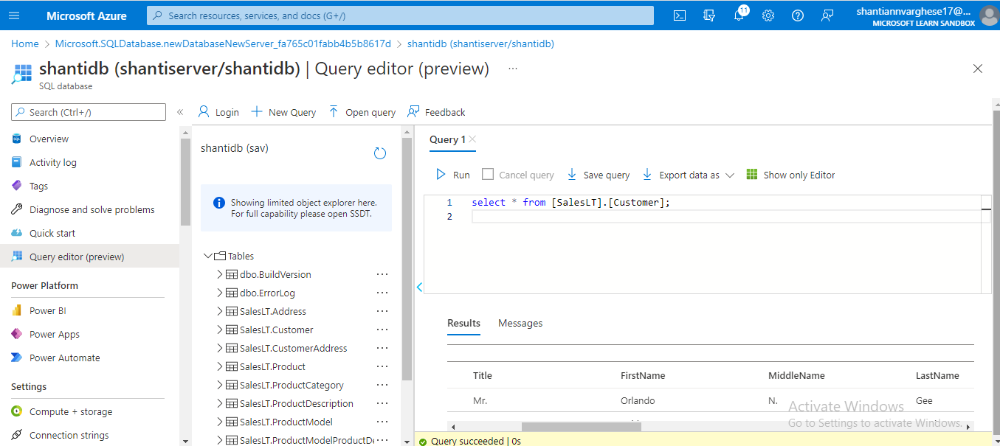 Microsoft Azure
Search resources, services, and docs (G+/)
11
shantiannvarghese17@...
MICROSOFT LEARN SANDBOX
Home > Microsoft.SQLDatabase.newDatabaseNewServer_fa765c01fabb4b5b8617d > shantidb (shantiserver/shantidb)
shantidb (shantiserver/shantidb) | Query editor (preview) ...
SQL database
Search (Ctrl+/)
«
Overview
Activity log
Tags
Diagnose and solve problems
Quick start
Query editor (preview)
Power Platform
Power BI
Power Apps
Power Automate
Settings
Compute + storage
Connection strings
Login
New Query
Open query
Feedback
shantidb (sav)
Showing limited object explorer here.
For full capability please open SSDT.
Tables
dbo.BuildVersion ...
dbo.ErrorLog ...
SalesLT.Address ...
SalesLT.Customer ...
SalesLT.CustomerAddress ...
SalesLT.Product ...
SalesLT.ProductCategory ...
SalesLT.ProductDescription ...
SalesLT.ProductModel ...
SalesLT.ProductModelProductDe...
Query 1
Run
Cancel query
Save query
Export data as
Show only Editor
1 select * from [SalesLT].[Customer];
2
Results
Messages
Title FirstName MiddleName LastName
Mr. Orlando N. Gee
Activate Windows
Go to Settings to activate Windows.
Query succeeded | 0s